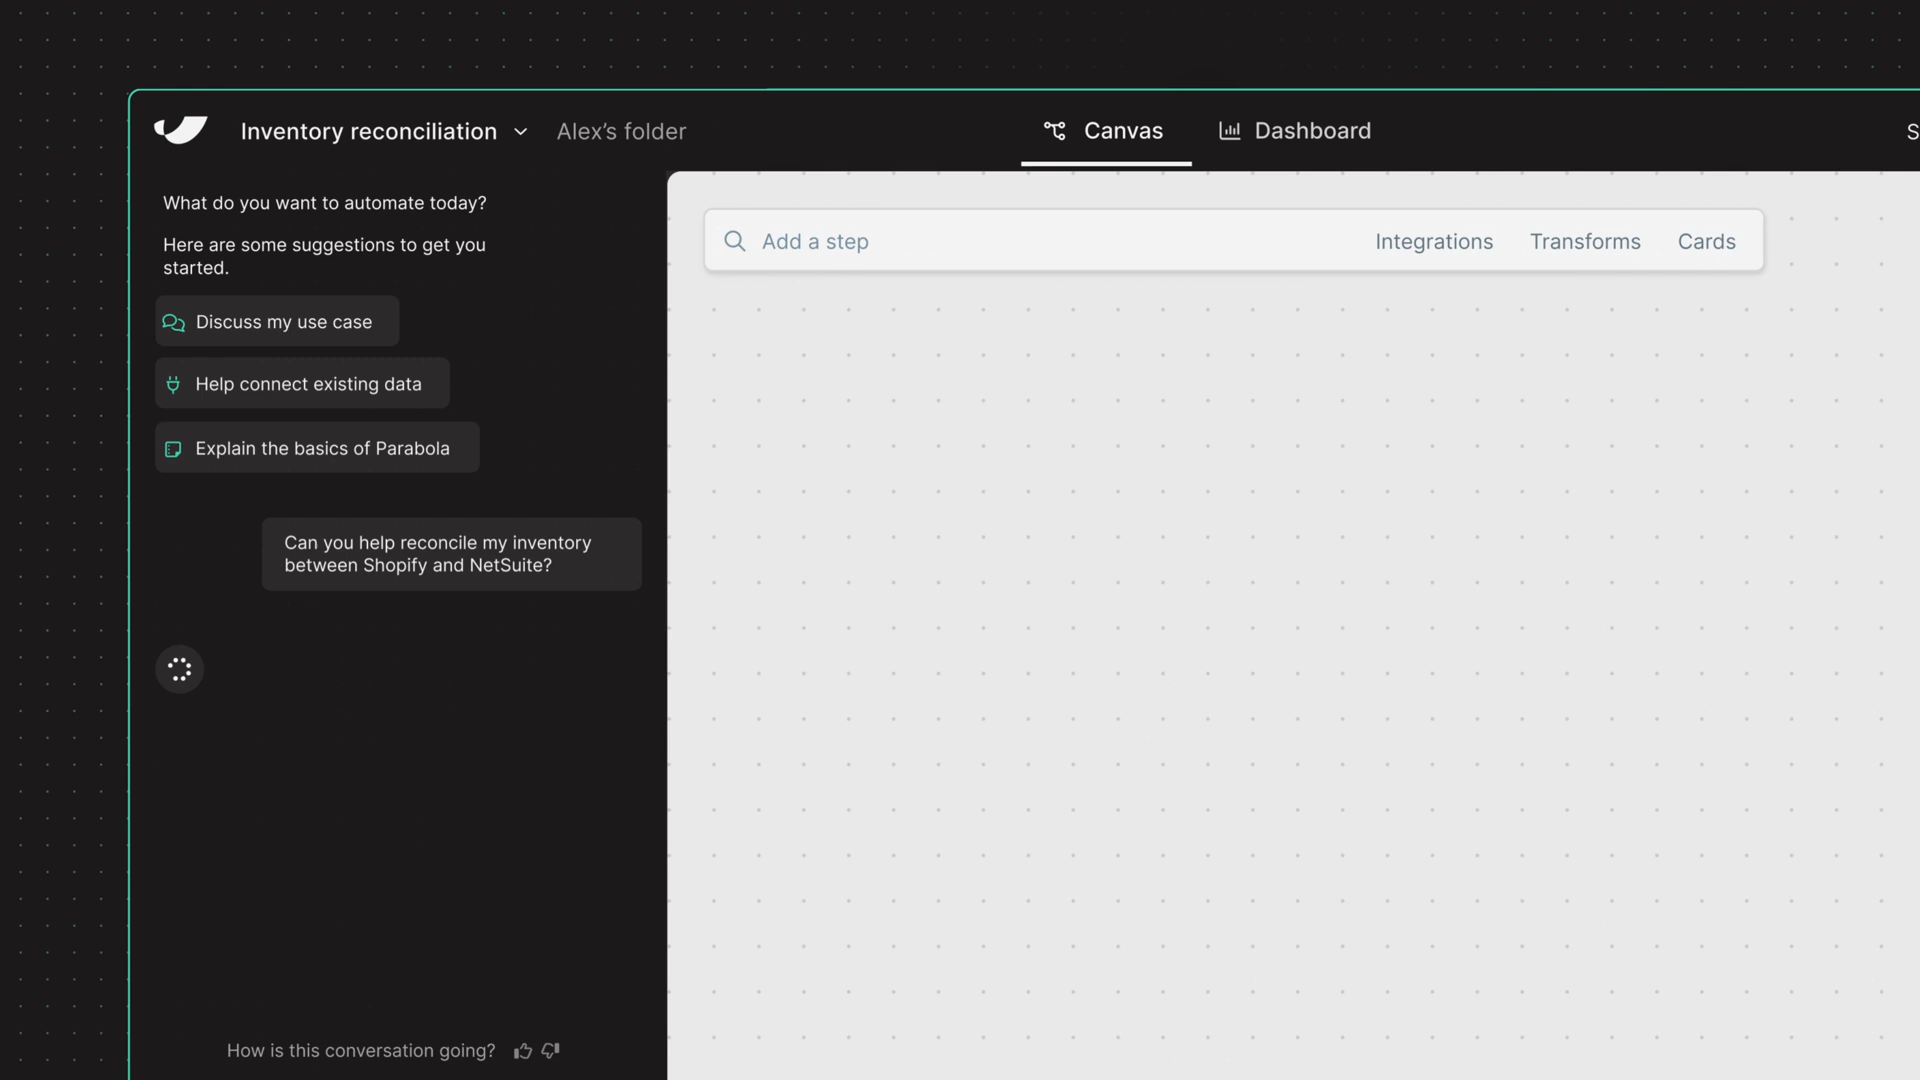 Inventory reconciliation
Alex's folder
Canvas
Dashboard
S
What do you want to automate today?
Here are some suggestions to get you
started.
Discuss my use case
Help connect existing data
Explain the basics of Parabola
Can you help reconcile my inventory
between Shopify and NetSuite?
How is this conversation going?
Add a step
Integrations
Transforms
Cards